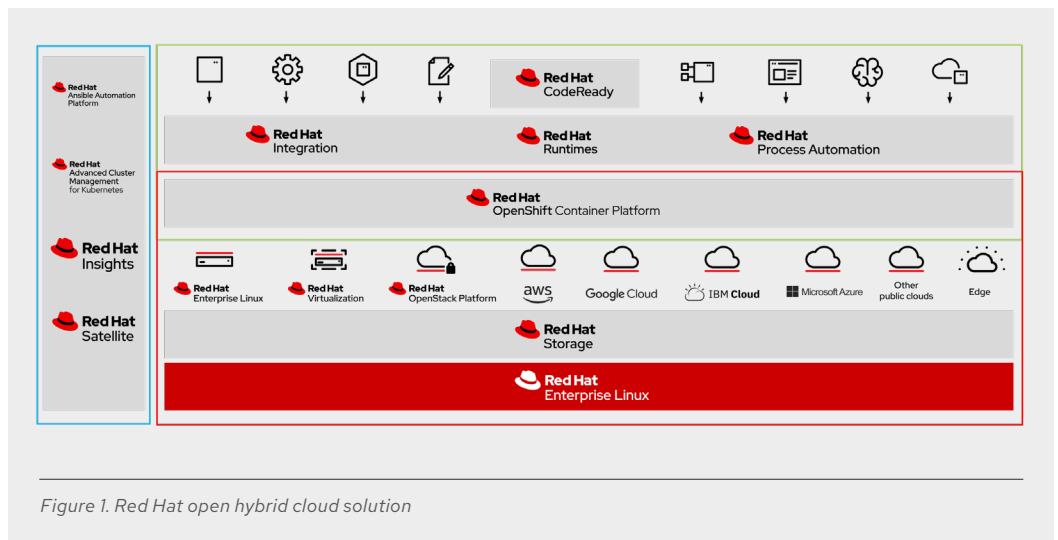 Red Hat
Ansible Automation
Platform
Red Hat
Advanced Cluster
Management
for Kubernetes
Red Hat
Insights
Red Hat
Satellite
Red Hat
CodeReady
Red Hat
Integration
Red Hat
Runtimes
Red Hat
Process Automation
Red Hat
OpenShift Container Platform
Red Hat
Enterprise Linux
Red Hat
Virtualization
Red Hat
OpenStack Platform
aws
Google Cloud
IBM Cloud
Microsoft Azure
Other
public clouds
Edge
Red Hat
Storage
Red Hat
Enterprise Linux
Figure 1. Red Hat open hybrid cloud solution